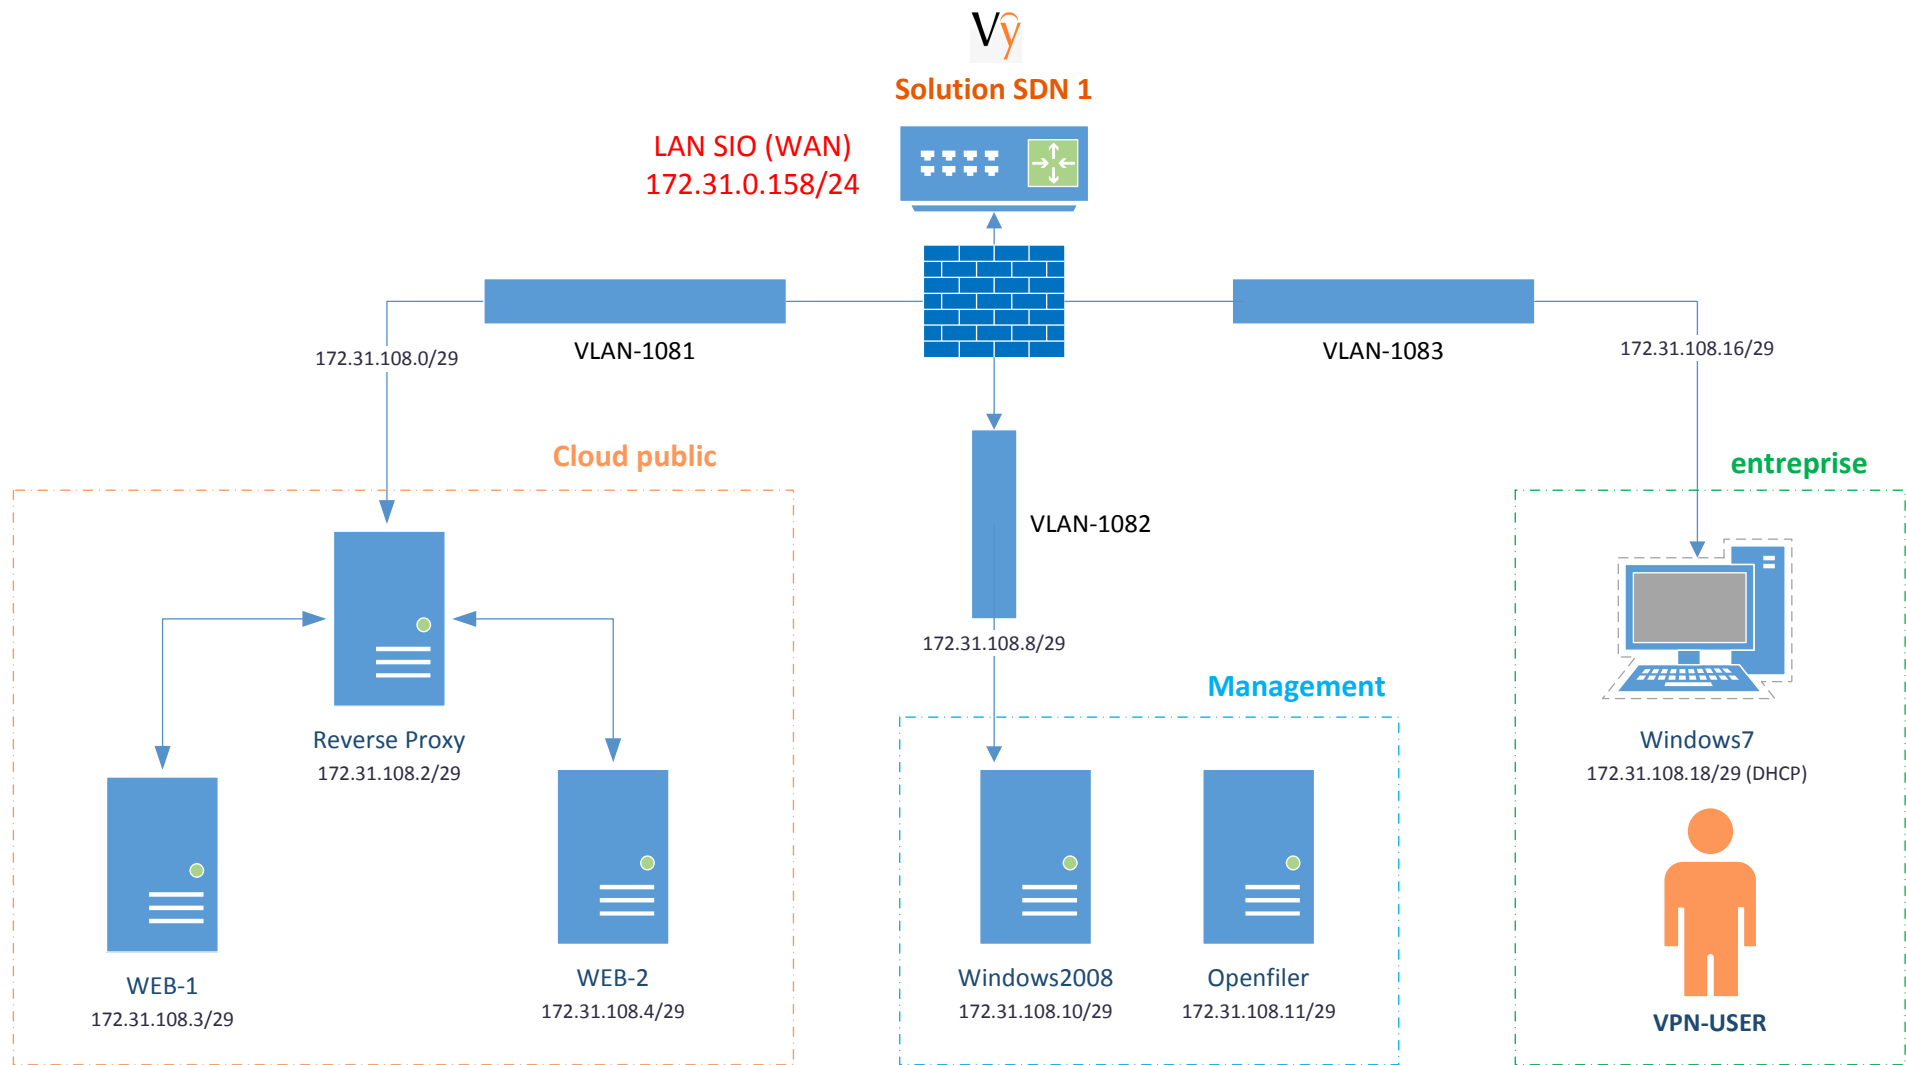 Vy
Solution SDN 1
LAN SIO (WAN)
172.31.0.158/24
VLAN-1081
VLAN-1083
172.31.108.0/29
172.31.108.16/29
Cloud public
entreprise
VLAN-1082
172.31.108.8/29
Management
Reverse Proxy
172.31.108.2/29
Windows7
172.31.108.18/29 (DHCP)
WEB-1
172.31.108.3/29
WEB-2
172.31.108.4/29
Windows2008
172.31.108.10/29
Openfiler
172.31.108.11/29
VPN-USER